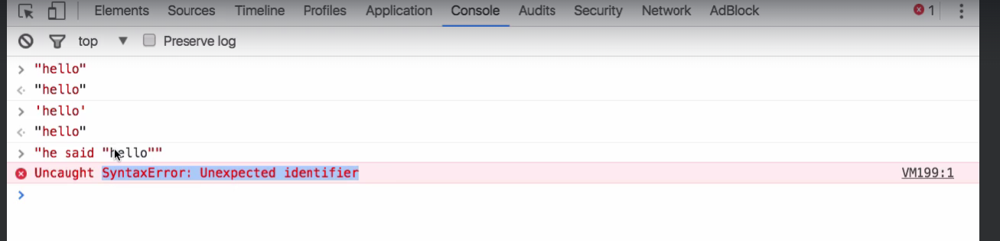 Elements Sources Timeline Profiles Application Console Audits Security Network AdBlock 1
top Preserve log
> "hello"
< "hello"
> 'hello'
< "hello"
> "he said "hello""
Uncaught SyntaxError: Unexpected identifier VM199:1
>